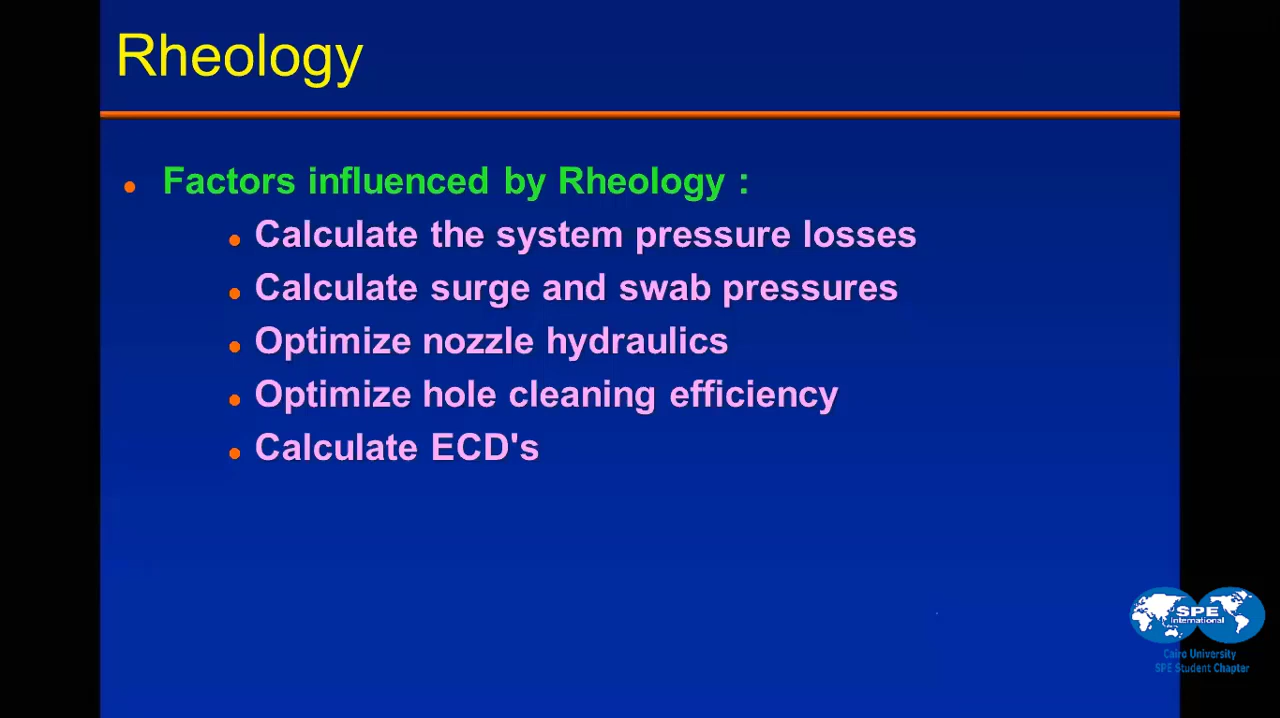 Rheology
Factors influenced by Rheology :
Calculate the system pressure losses
Calculate surge and swab pressures
Optimize nozzle hydraulics
Optimize hole cleaning efficiency
Calculate ECD's
SPE
International
Cairo University
SPE Student Chapter